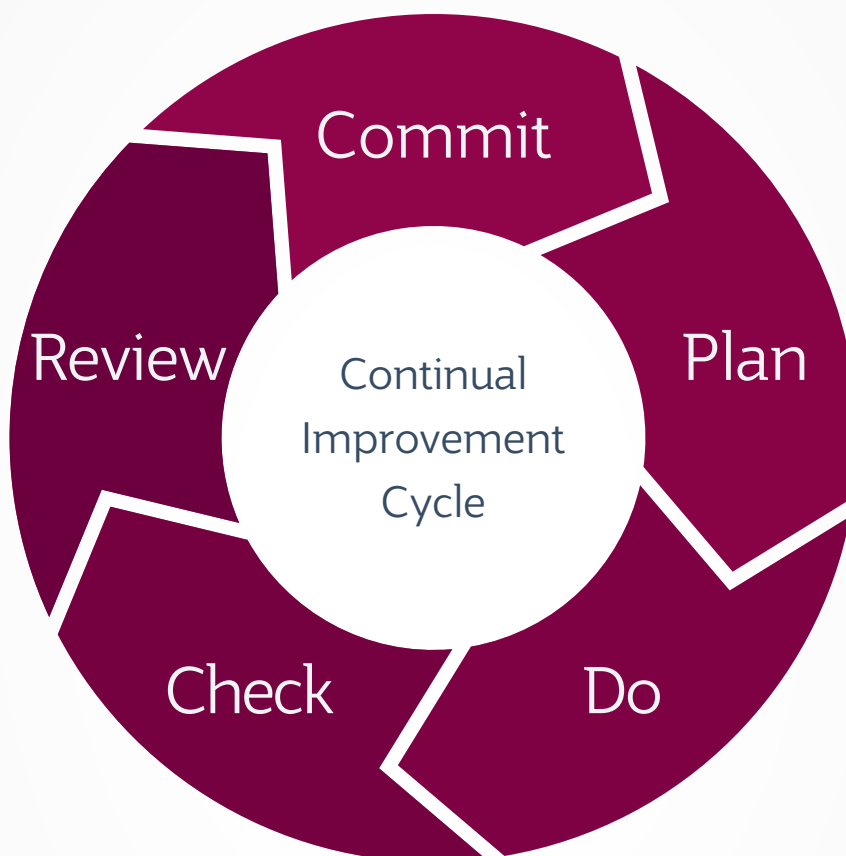 Commit
Plan
Do
Check
Review
Continual
Improvement
Cycle